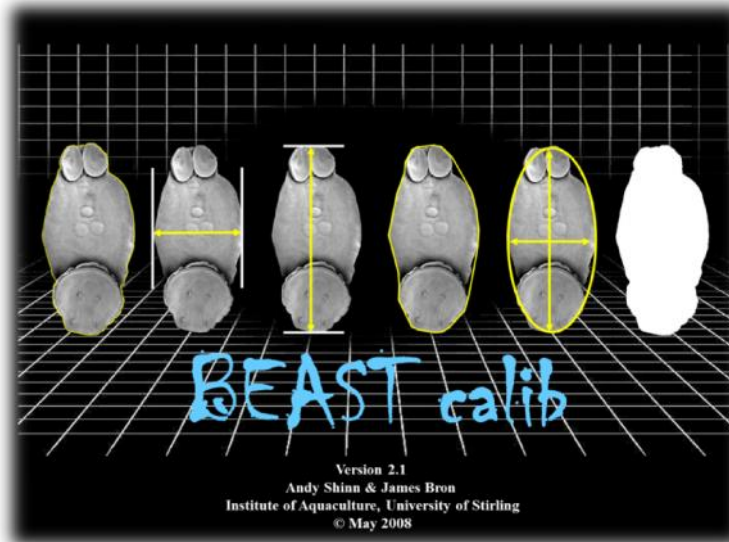 BEAST calib
Version 2.1
Andy Shinn & James Bron
Institute of Aquaculture, University of Stirling
© May 2008